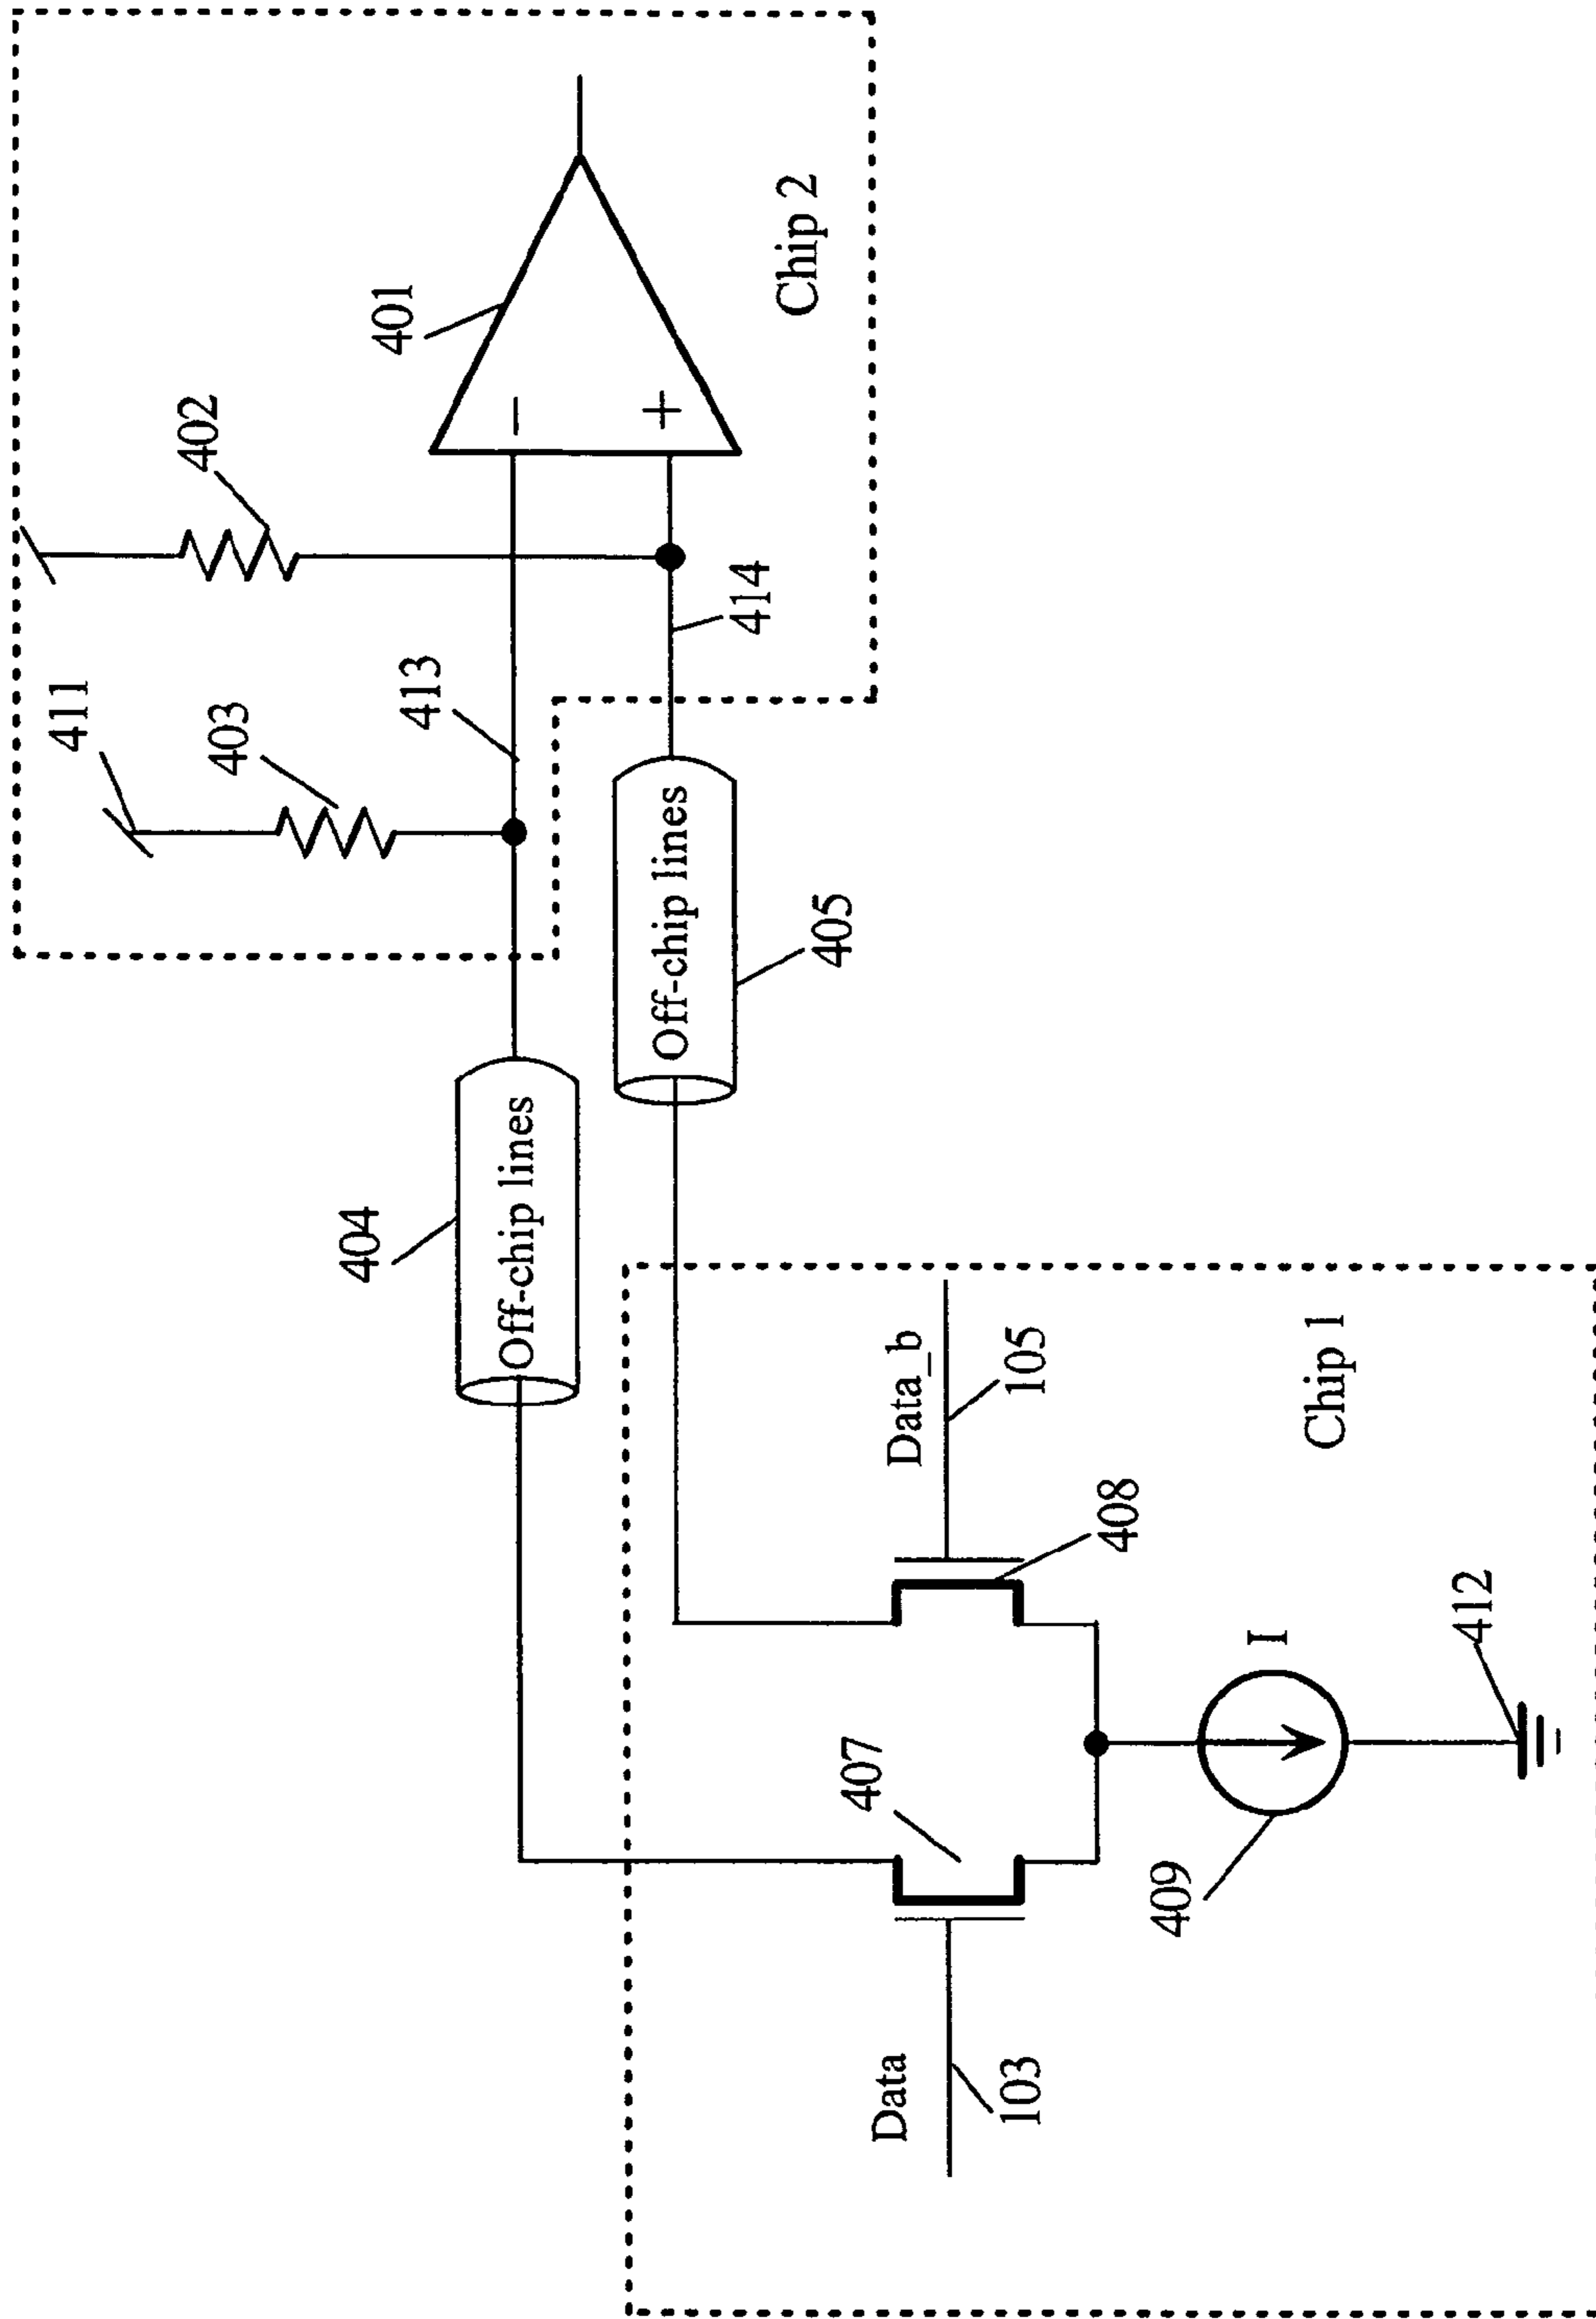 411
403
402
401
−
+
413
414
Chip 2
404
Off-chip lines
Off-chip lines
405
Data
103
407
Data_b
105
408
409
I
412
Chip 1